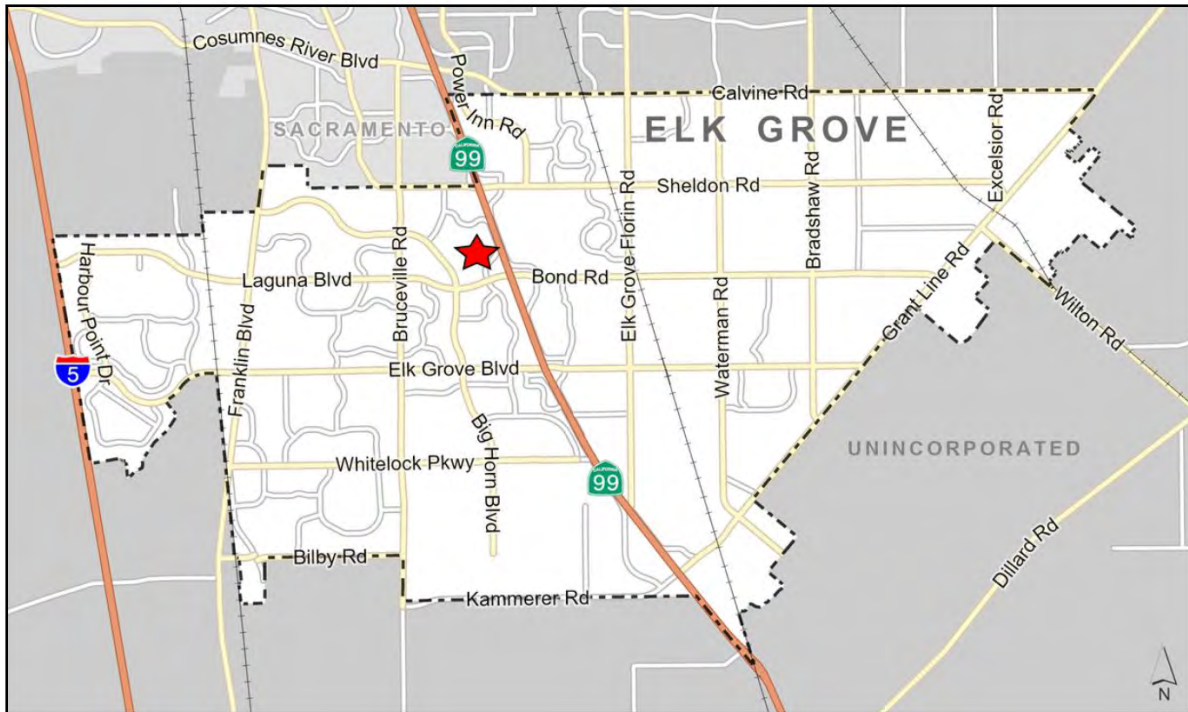 Cosumnes River Blvd
Power Inn Rd
Calvine Rd
SACRAMENTO
ELK GROVE
CALIFORNIA
99
Excelsior Rd
Sheldon Rd
Elk Grove Florin Rd
Bradshaw Rd
Bruceville Rd
Harbour Point Dr
Laguna Blvd
Bond Rd
Waterman Rd
Grant Line Rd
Wilton Rd
5
Franklin Blvd
Elk Grove Blvd
Big Horn Blvd
UNINCORPORATED
Whitelock Pkwy
CALIFORNIA
99
Bilby Rd
Dillard Rd
Kammerer Rd
N